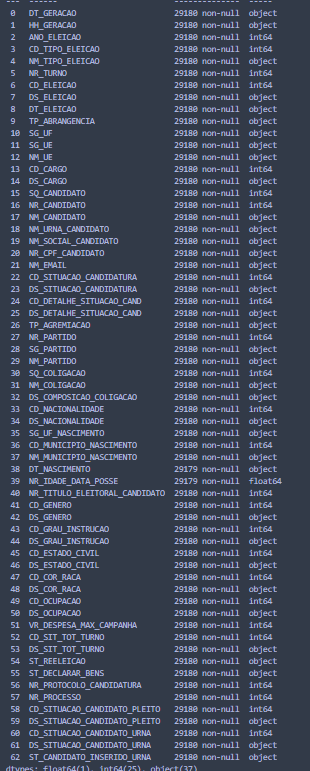 --- ------ -------------- -----
0 DT_GERACAO 29180 non-null object
1 HH_GERACAO 29180 non-null object
2 ANO_ELEICAO 29180 non-null int64
3 CD_TIPO_ELEICAO 29180 non-null int64
4 NM_TIPO_ELEICAO 29180 non-null object
5 NR_TURNO 29180 non-null int64
6 CD_ELEICAO 29180 non-null int64
7 DS_ELEICAO 29180 non-null object
8 DT_ELEICAO 29180 non-null object
9 TP_ABRANGENCIA 29180 non-null object
10 SG_UF 29180 non-null object
11 SG_UE 29180 non-null object
12 NM_UE 29180 non-null object
13 CD_CARGO 29180 non-null int64
14 DS_CARGO 29180 non-null object
15 SQ_CANDIDATO 29180 non-null int64
16 NR_CANDIDATO 29180 non-null int64
17 NM_CANDIDATO 29180 non-null object
18 NM_URNA_CANDIDATO 29180 non-null object
19 NM_SOCIAL_CANDIDATO 29180 non-null object
20 NR_CPF_CANDIDATO 29180 non-null int64
21 NM_EMAIL 29180 non-null object
22 CD_SITUACAO_CANDIDATURA 29180 non-null int64
23 DS_SITUACAO_CANDIDATURA 29180 non-null object
24 CD_DETALHE_SITUACAO_CAND 29180 non-null int64
25 DS_DETALHE_SITUACAO_CAND 29180 non-null object
26 TP_AGREMIACAO 29180 non-null object
27 NR_PARTIDO 29180 non-null int64
28 SG_PARTIDO 29180 non-null object
29 NM_PARTIDO 29180 non-null object
30 SQ_COLIGACAO 29180 non-null int64
31 NM_COLIGACAO 29180 non-null object
32 DS_COMPOSICAO_COLIGACAO 29180 non-null object
33 CD_NACIONALIDADE 29180 non-null int64
34 DS_NACIONALIDADE 29180 non-null object
35 SG_UF_NASCIMENTO 29180 non-null object
36 CD_MUNICIPIO_NASCIMENTO 29180 non-null int64
37 NM_MUNICIPIO_NASCIMENTO 29180 non-null object
38 DT_NASCIMENTO 29179 non-null object
39 NR_IDADE_DATA_POSSE 29179 non-null float64
40 NR_TITULO_ELEITORAL_CANDIDATO 29180 non-null int64
41 CD_GENERO 29180 non-null int64
42 DS_GENERO 29180 non-null object
43 CD_GRAU_INSTRUCAO 29180 non-null int64
44 DS_GRAU_INSTRUCAO 29180 non-null object
45 CD_ESTADO_CIVIL 29180 non-null int64
46 DS_ESTADO_CIVIL 29180 non-null object
47 CD_COR_RACA 29180 non-null int64
48 DS_COR_RACA 29180 non-null object
49 CD_OCUPACAO 29180 non-null int64
50 DS_OCUPACAO 29180 non-null object
51 VR_DESPESA_MAX_CAMPANHA 29180 non-null int64
52 CD_SIT_TOT_TURNO 29180 non-null int64
53 DS_SIT_TOT_TURNO 29180 non-null object
54 ST_REELEICAO 29180 non-null object
55 ST_DECLARAR_BENS 29180 non-null object
56 NR_PROTOCOLO_CANDIDATURA 29180 non-null int64
57 NR_PROCESSO 29180 non-null int64
58 CD_SITUACAO_CANDIDATO_PLEITO 29180 non-null int64
59 DS_SITUACAO_CANDIDATO_PLEITO 29180 non-null object
60 CD_SITUACAO_CANDIDATO_URNA 29180 non-null int64
61 DS_SITUACAO_CANDIDATO_URNA 29180 non-null object
62 ST_CANDIDATO_INSERIDO_URNA 29180 non-null object
dtypes: float64(1), int64(25), object(37)